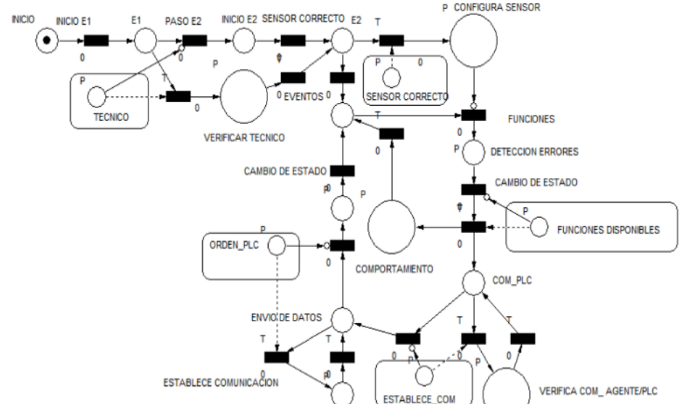 INICIO
INICIO E1
E1
PASO E2
INICIO E2
SENSOR CORRECTO
E2
T
P CONFIGURA SENSOR
0
0
0
P
P
0
P
T
0
TECNICO
0
EVENTOS
SENSOR CORRECTO
VERIFICAR TECNICO
T
0
FUNCIONES
0
P
DETECCION ERRORES
CAMBIO DE ESTADO
CAMBIO DE ESTADO
P
P
ORDEN_PLC
0
0
FUNCIONES DISPONIBLES
COMPORTAMIENTO
COM_PLC
ENVIO DE DATOS
T
T
T
T
0
0
P
0
P
0
ESTABLECE COMUNICACION
ESTABLECE_COM
VERIFICA COM_ AGENTE/PLC